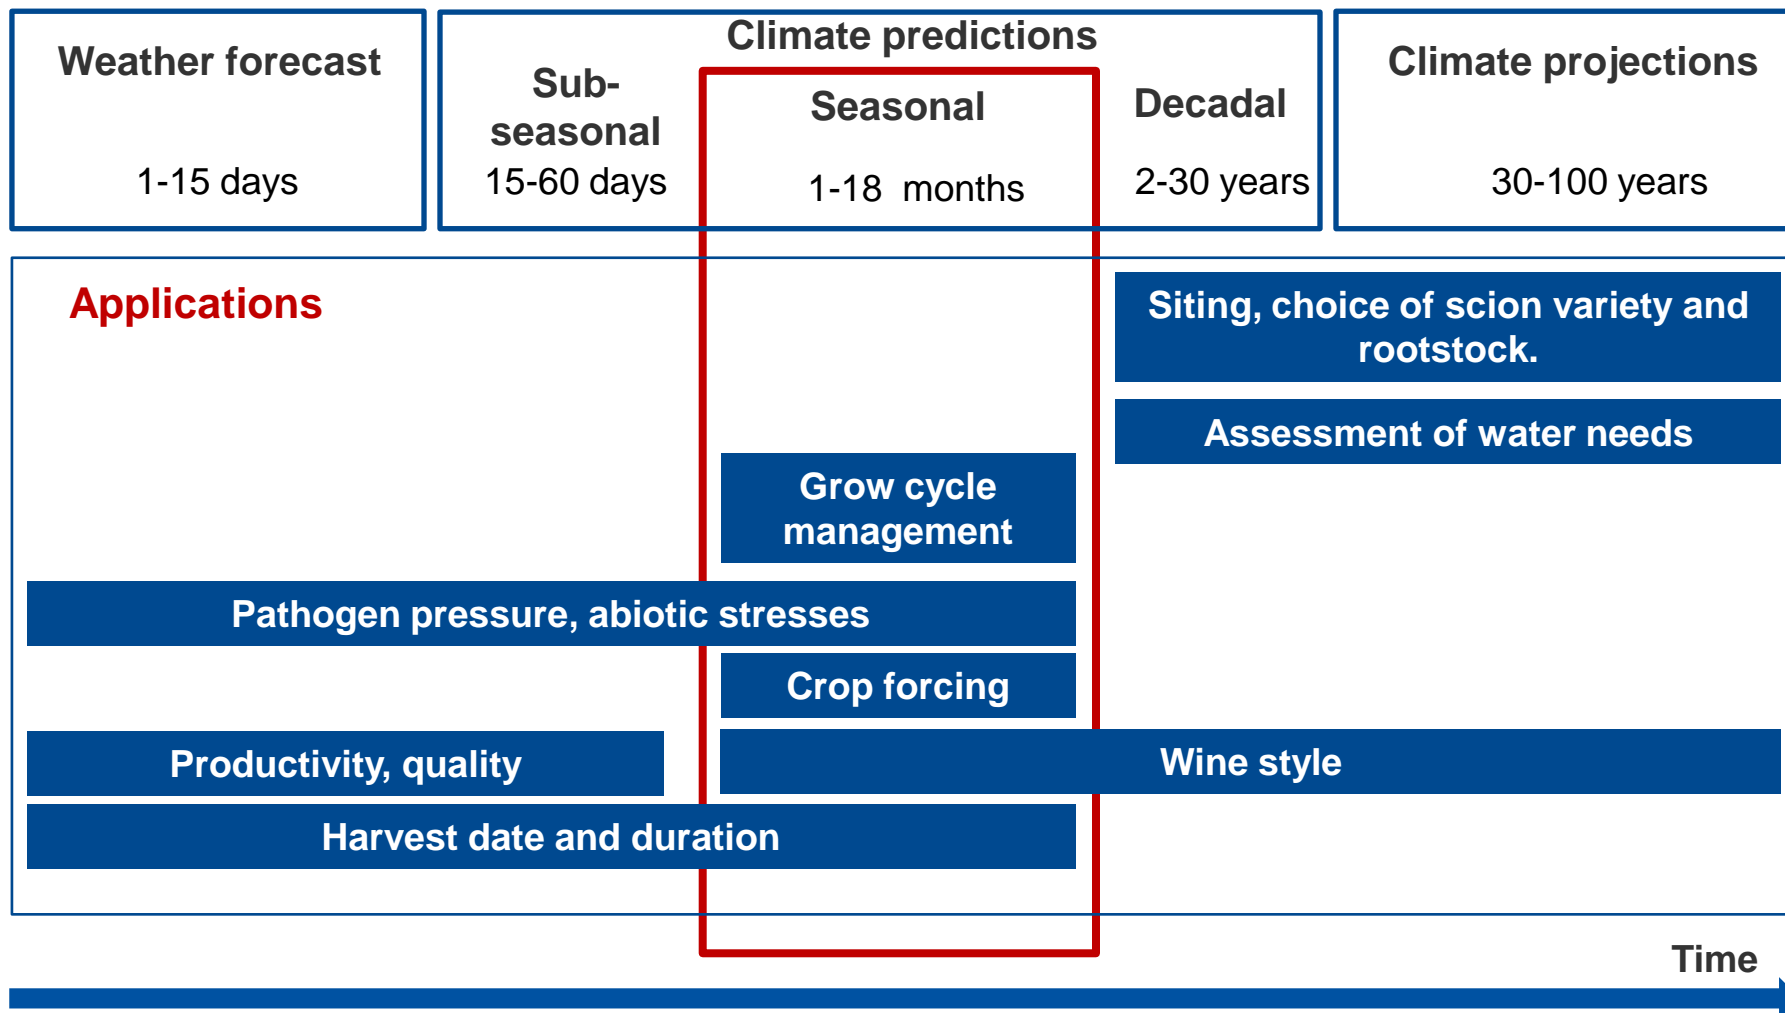 Weather forecast
1-15 days
Climate predictions
Sub-
seasonal
15-60 days
Seasonal
1-18 months
Decadal
2-30 years
Climate projections
30-100 years
Applications
Siting, choice of scion variety and
rootstock.
Assessment of water needs
Grow cycle
management
Pathogen pressure, abiotic stresses
Crop forcing
Productivity, quality
Wine style
Harvest date and duration
Time